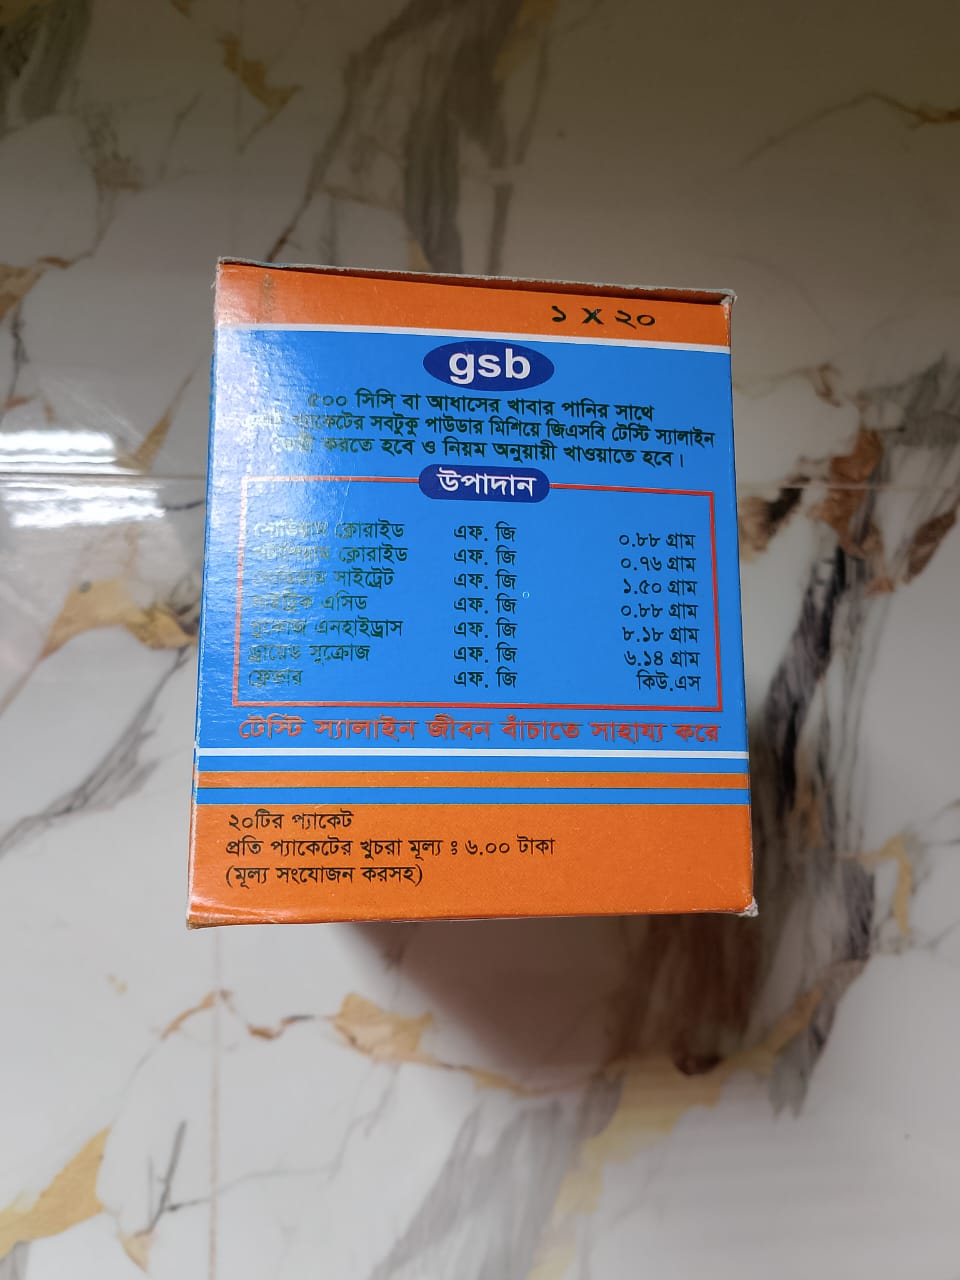 ১ X ২০
gsb
৫০০ সিসি বা আধাসের খাবার পানির সাথে
প্যাকেটের সবটুকু পাউডার মিশিয়ে জিএসবি টেস্টি স্যালাইন
তৈরী করতে হবে ও নিয়ম অনুয়ায়ী খাওয়াতে হবে।
উপাদান
সোডিয়াম ক্লোরাইড এফ. জি ০.৮৮ গ্রাম
পটাশিয়াম ক্লোরাইড এফ. জি ০.৭৬ গ্রাম
সোডিয়াম সাইট্রেট এফ. জি ১.৫০ গ্রাম
সাইট্রিক এসিড এফ. জি ০.৮৮ গ্রাম
গ্লুকোজ এনহাইড্রাস এফ. জি ৮.১৮ গ্রাম
ড্রায়েড সুক্রোজ এফ. জি ৬.১৪ গ্রাম
ফ্লেভার এফ. জি কিউ.এস
টেস্টি স্যালাইন জীবন বাঁচাতে সাহায্য করে
২০টির প্যাকেট
প্রতি প্যাকেটের খুচরা মূল্য ঃ ৬.০০ টাকা
(মূল্য সংযোজন করসহ)